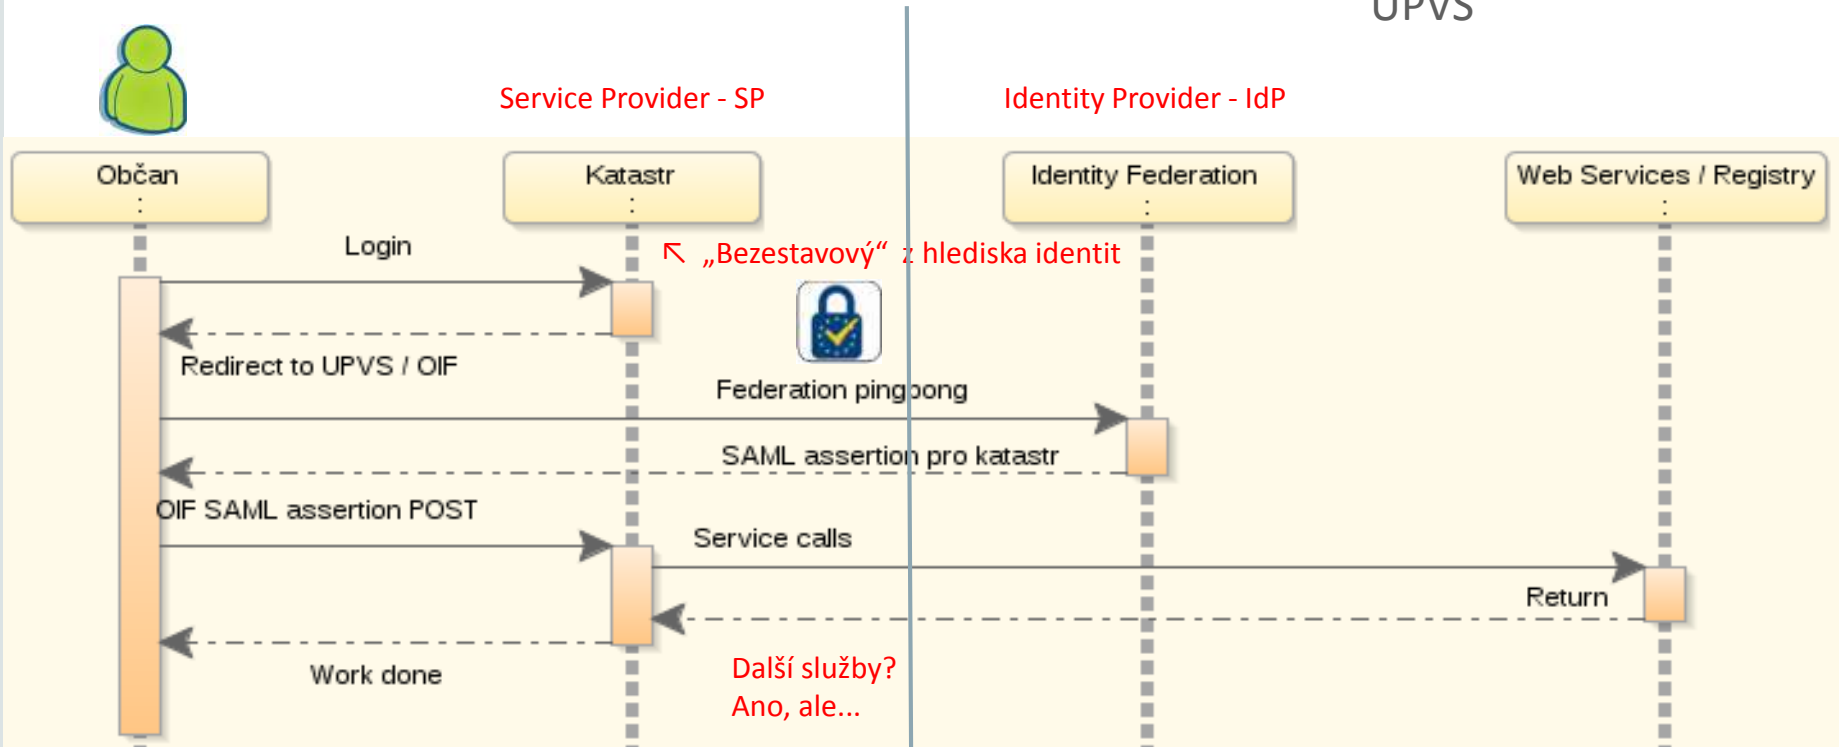 UPVS
Service Provider - SP
Identity Provider - IdP
Občan
:
Katastr
:
Identity Federation
:
Web Services / Registry
:
Login
„Bezestavový“ z hlediska identit
Redirect to UPVS / OIF
Federation pingpong
SAML assertion pro katastr
OIF SAML assertion POST
Service calls
Return
Work done
Další služby?
Ano, ale...